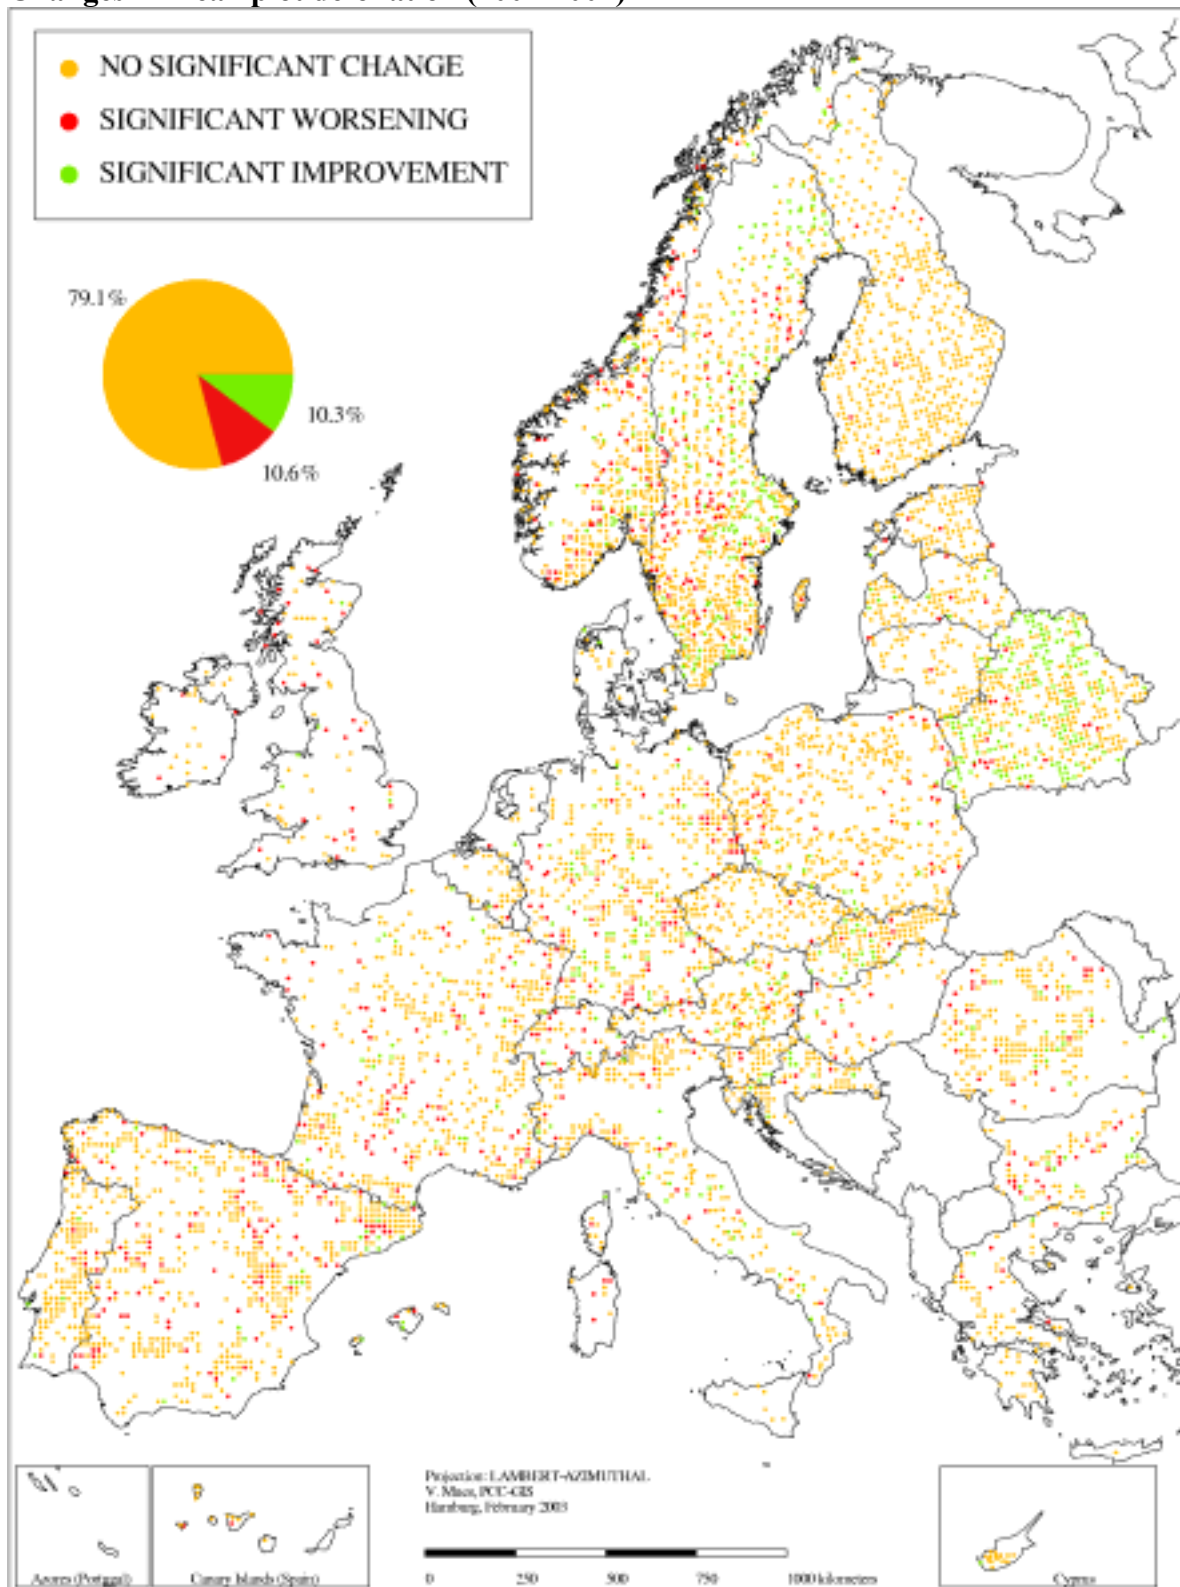 NO SIGNIFICANT CHANGE
SIGNIFICANT WORSENING
SIGNIFICANT IMPROVEMENT
79.1%
10.3%
10.6%
Projection: LAMBERT-AZIMUTHAL
Hamburg, February 2003
Azores (Portugal)
Canary Islands (Spain)
0 250 500 750 1000 kilometers
Cyprus